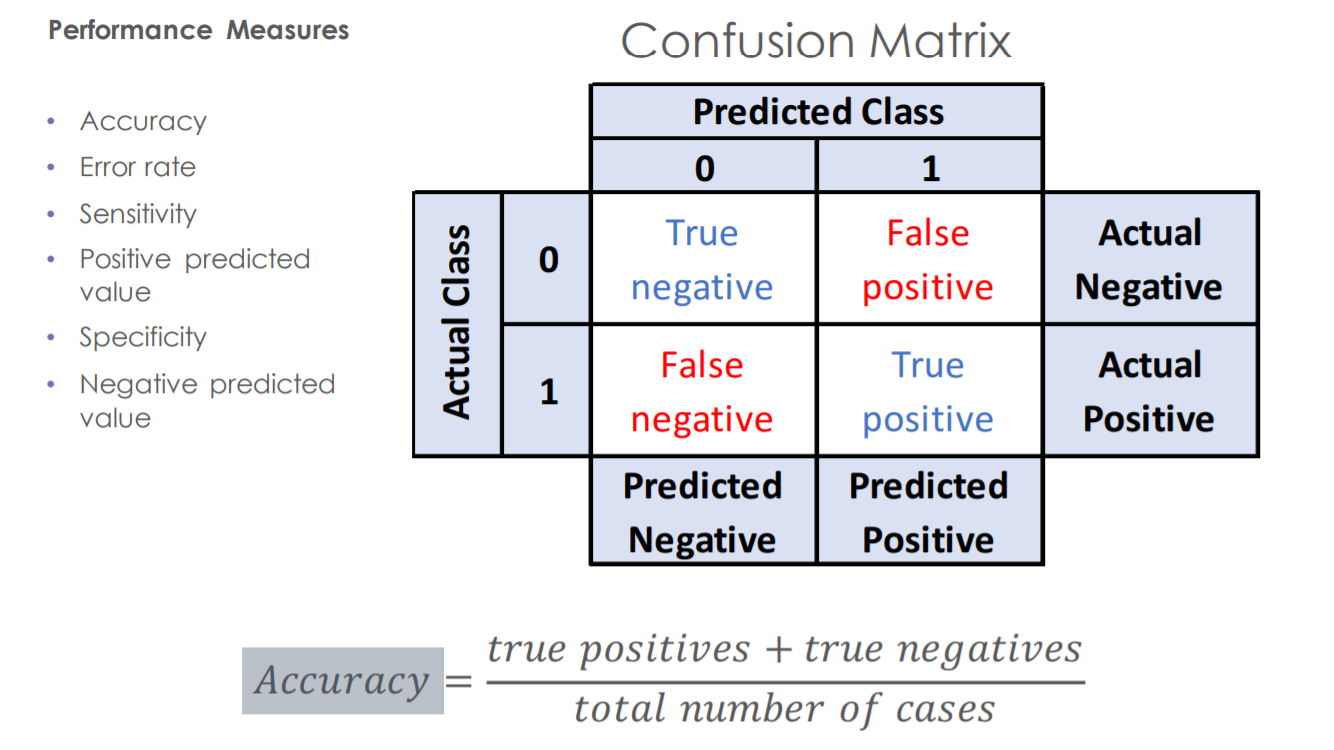 Performance Measures
Confusion Matrix
• Accuracy
• Error rate
• Sensitivity
• Positive predicted
value
• Specificity
• Negative predicted
value
Predicted Class
0 1
Actual Class
0
True
negative
False
positive
Actual
Negative
1
False
negative
True
positive
Actual
Positive
Predicted
Negative
Predicted
Positive
Accuracy =
true positives + true negatives
total number of cases